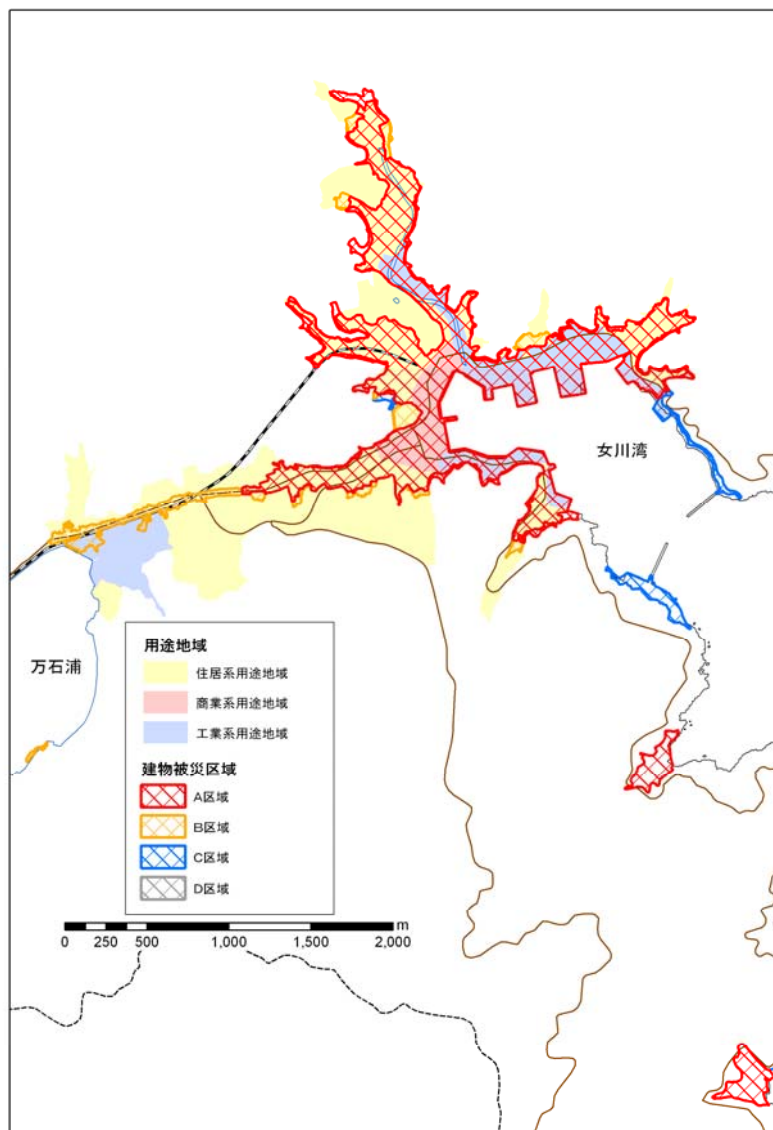 女川湾
万石浦
用途地域
住居系用途地域
商業系用途地域
工業系用途地域
建物被災区域
A区域
B区域
C区域
D区域
m
0 250 500 1,000 1,500 2,000